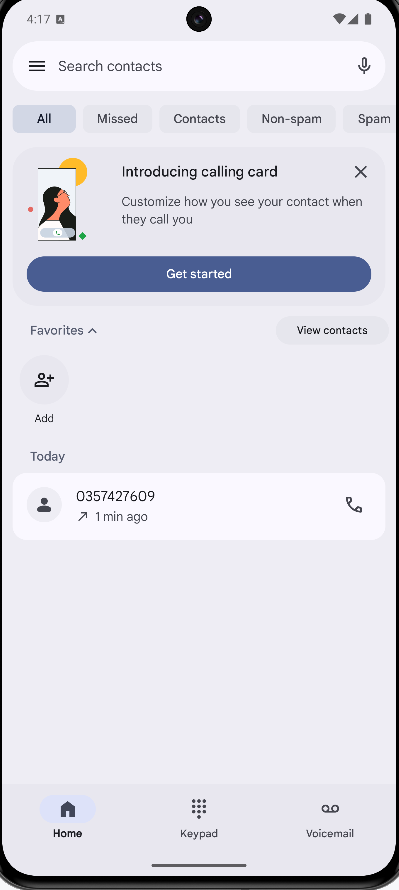 4:17
Search contacts
All Missed Contacts Non-spam Spam
Introducing calling card
Customize how you see your contact when
they call you
Get started
Favorites View contacts
Add
Today
0357427609
1 min ago
Home Keypad Voicemail